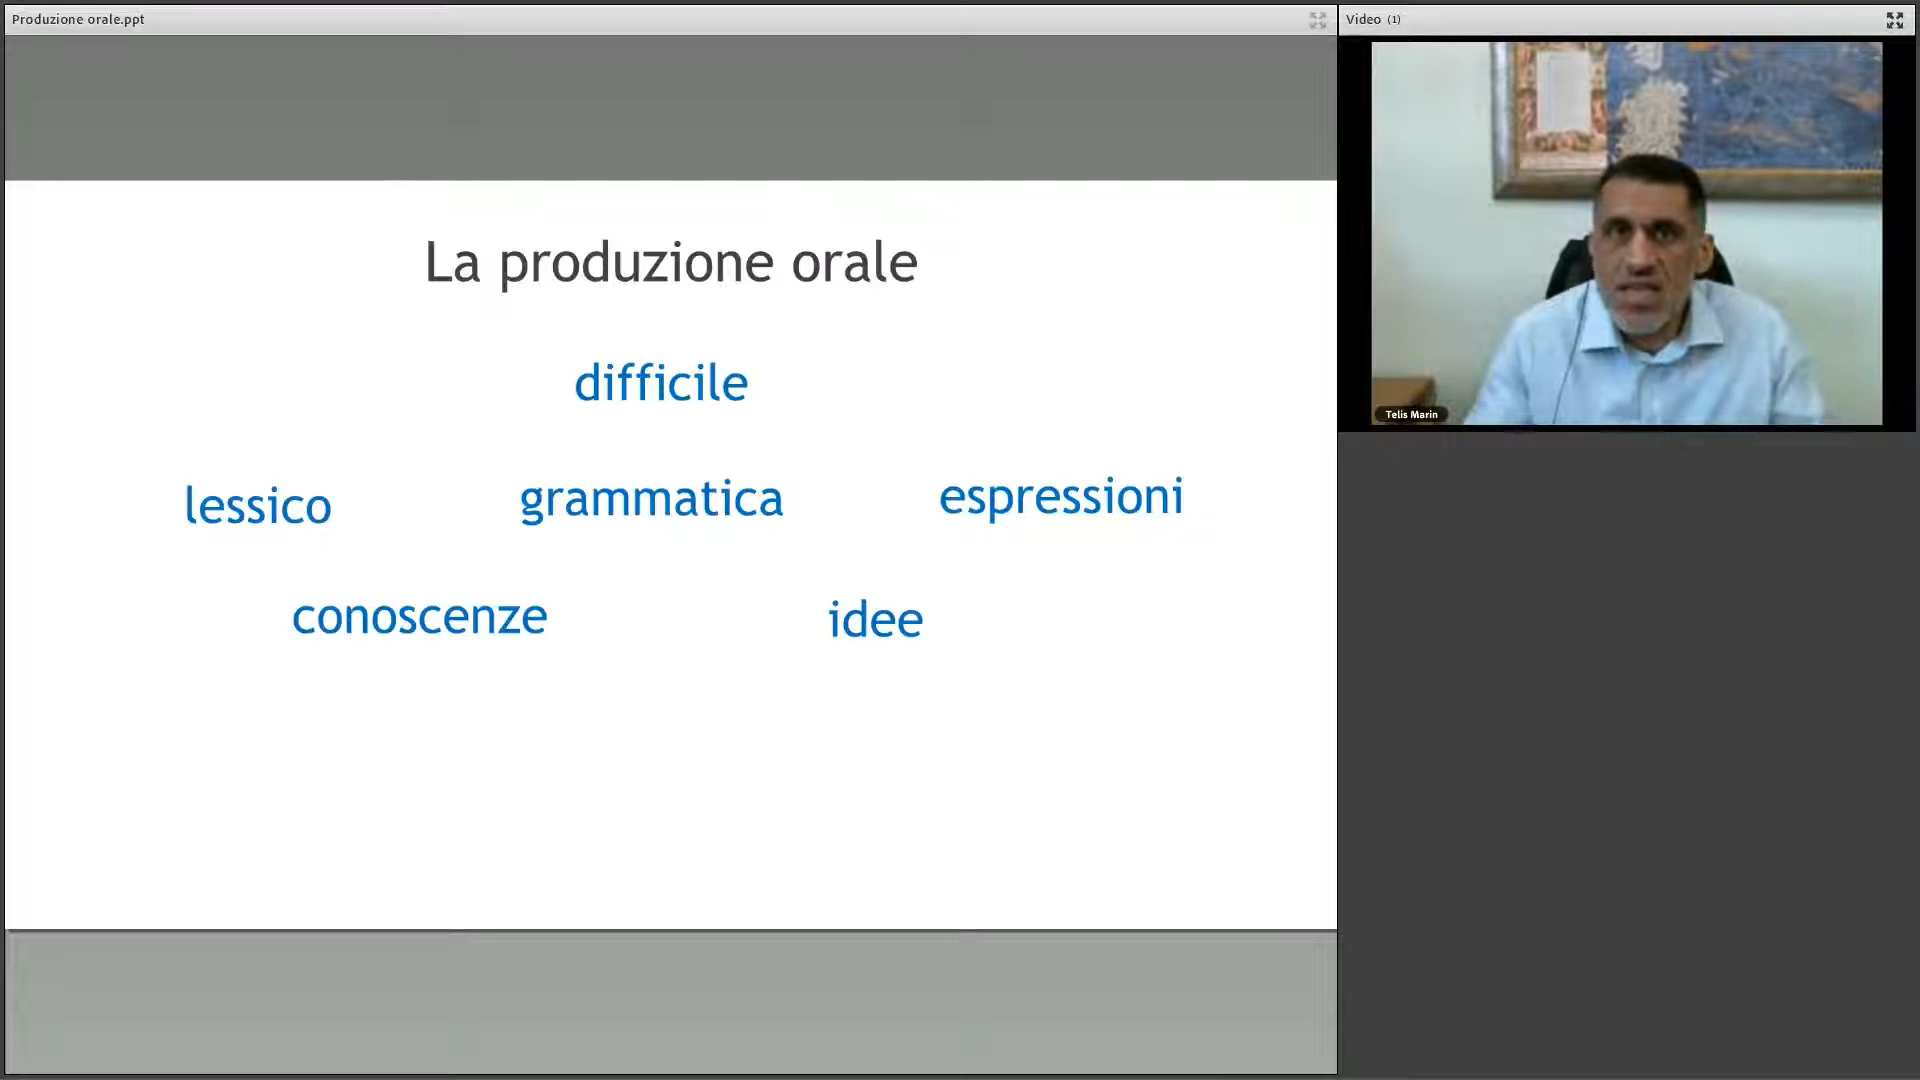 Produzione orale.ppt
Video (1)
La produzione orale
difficile
lessico grammatica espressioni
conoscenze idee
Telis Marin